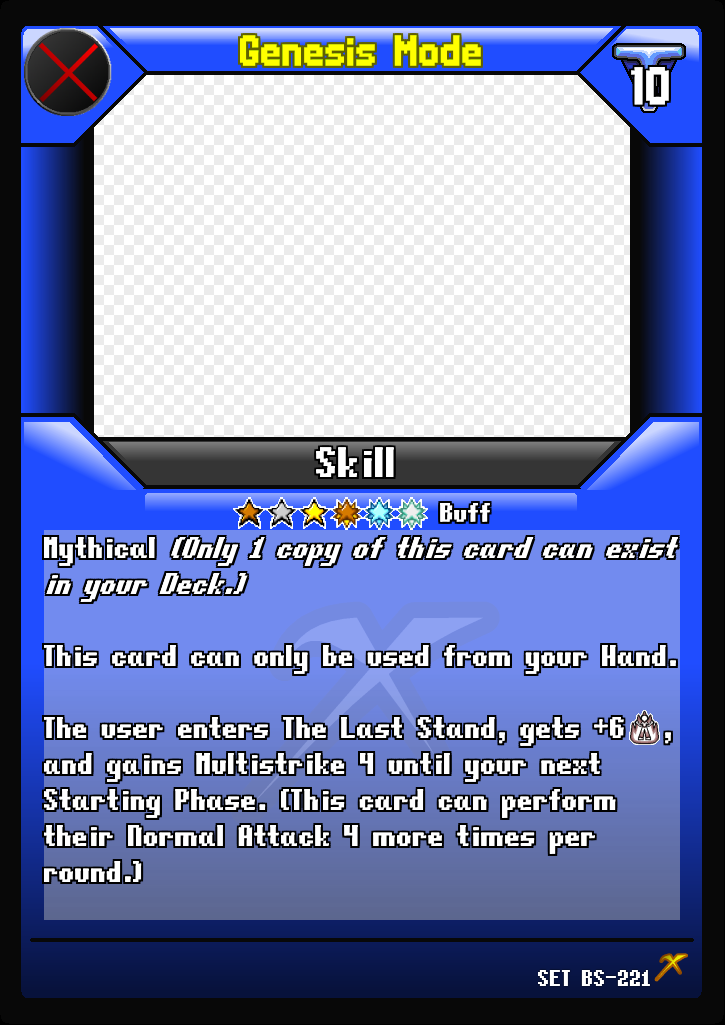 Genesis Mode
10
Skill
Buff
Mythical (Only 1 copy of this card can exist
in your Deck.)
This card can only be used from your Hand.
The user enters The Last Stand, gets +6,
and gains Multistrike 4 until your next
Starting Phase. (This card can perform
their Normal Attack 4 more times per
round.)
SET BS-221